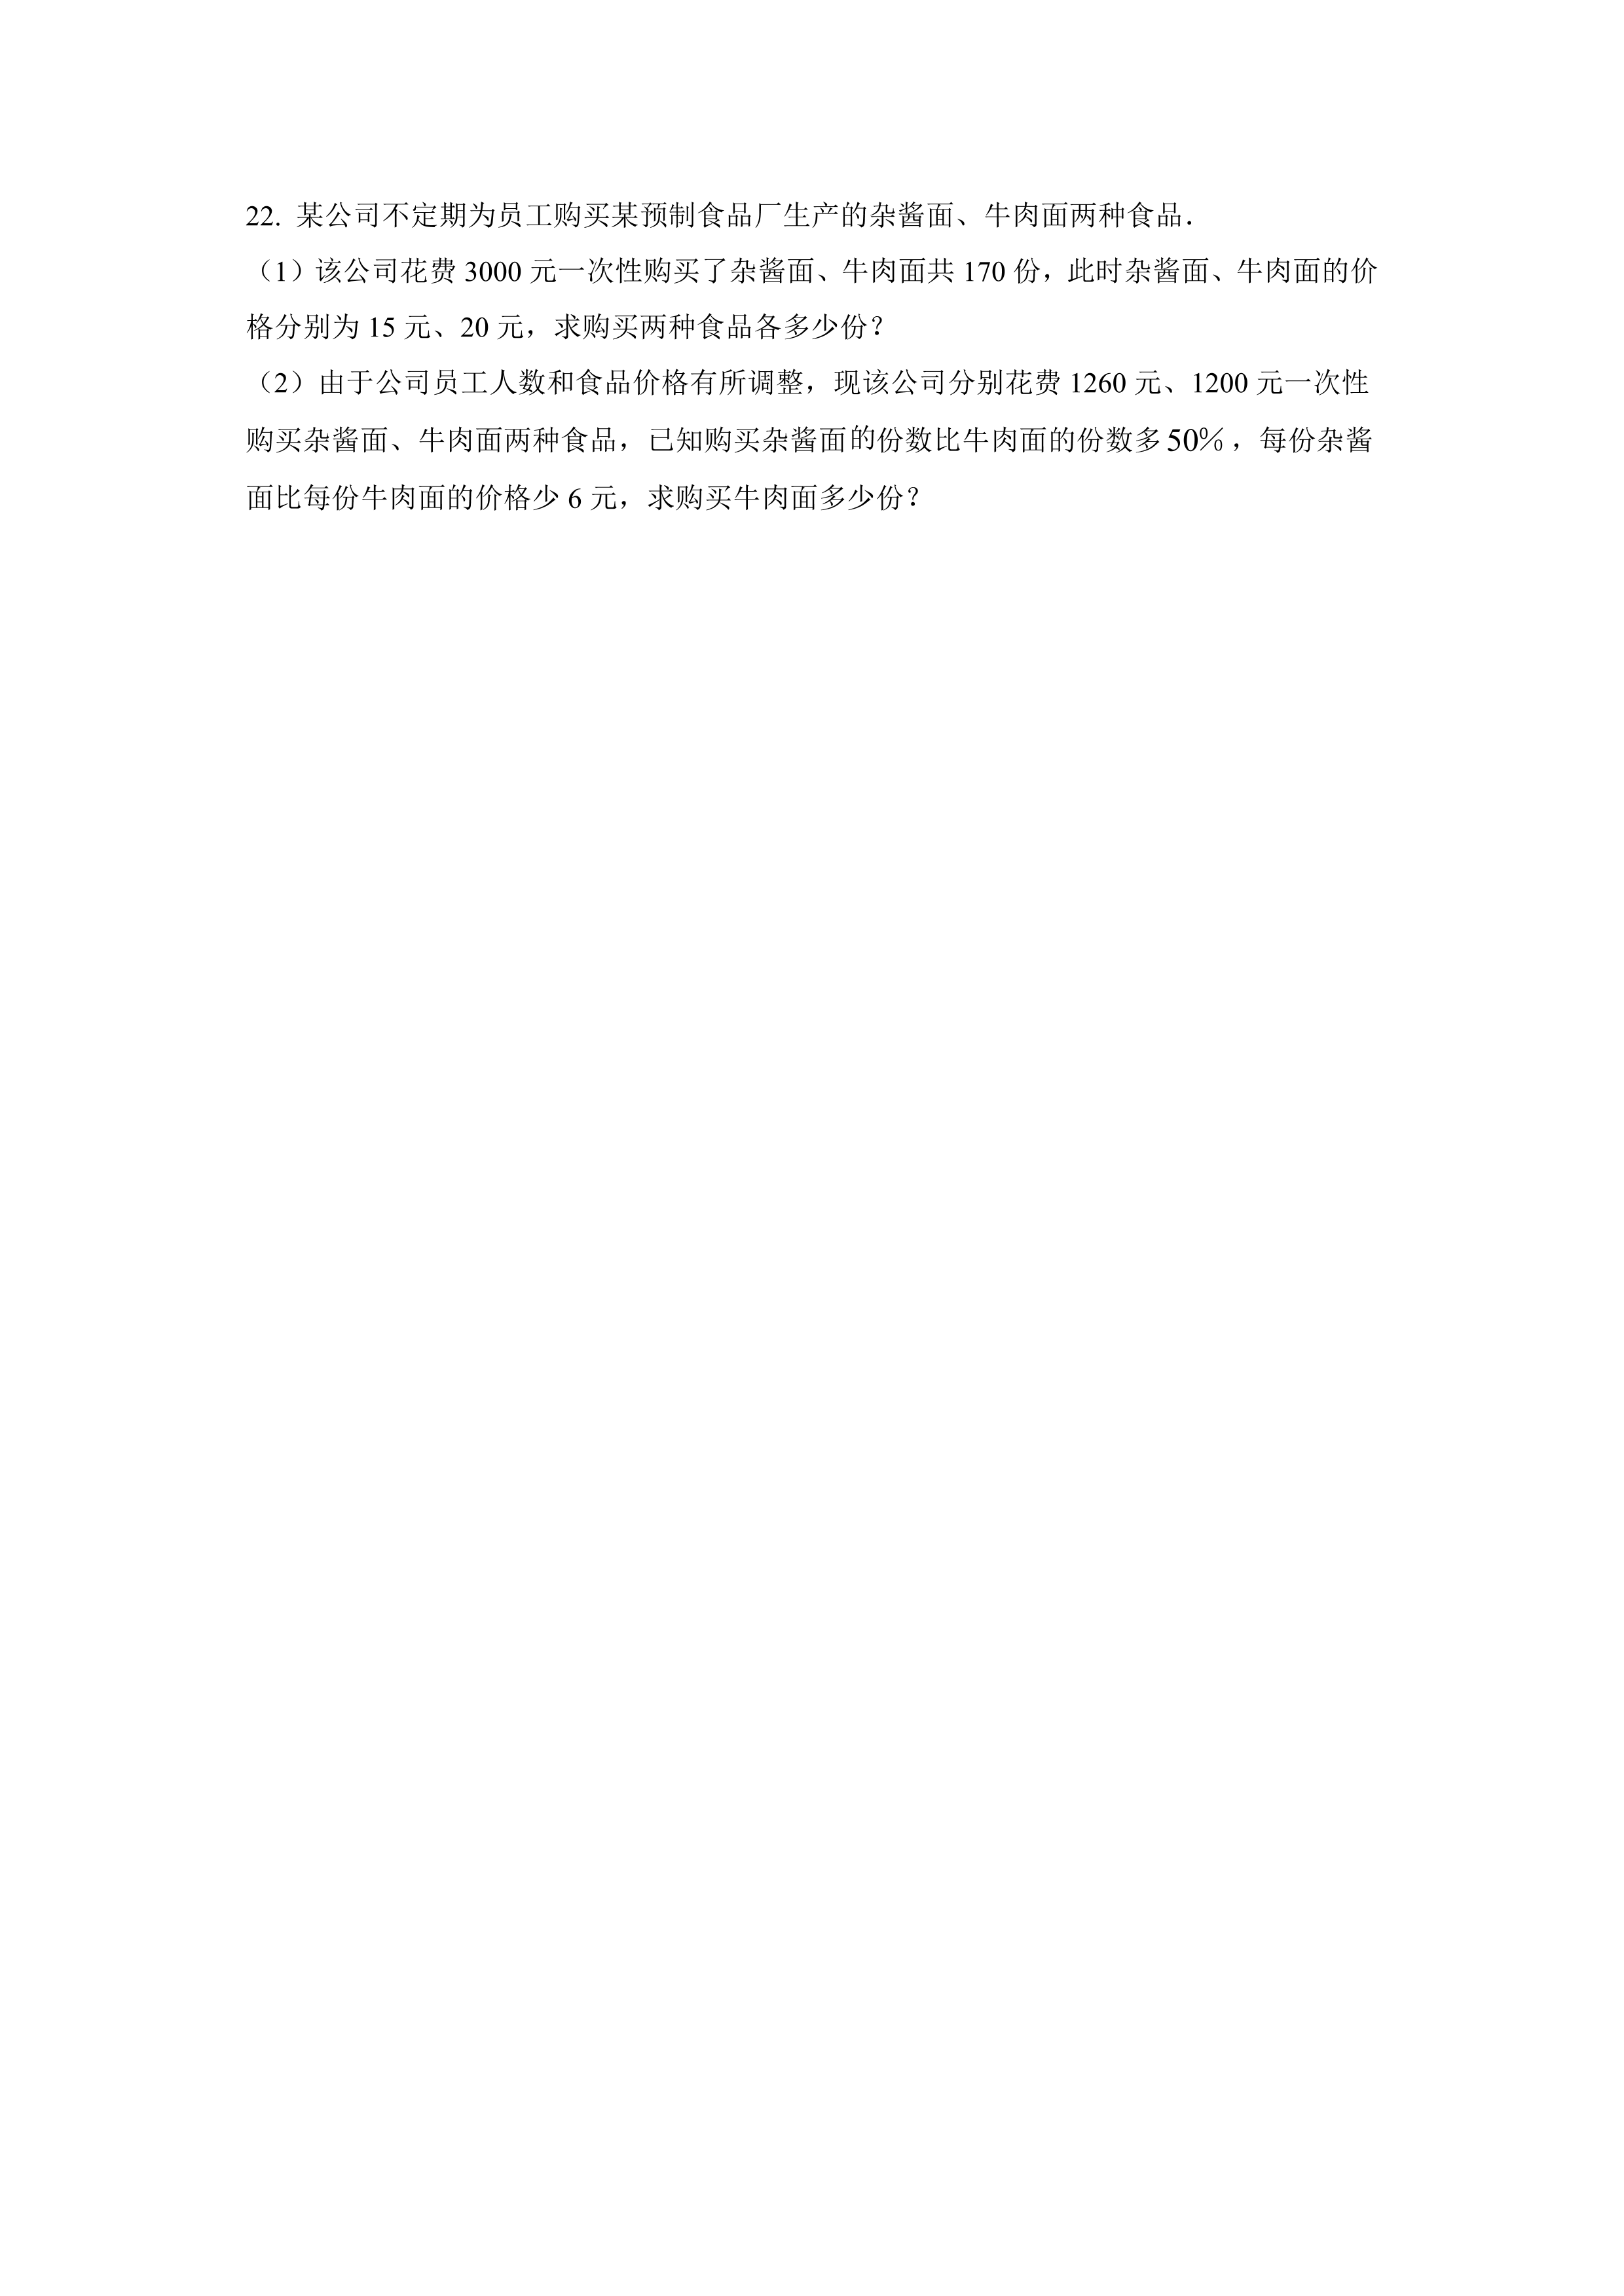 22. 某公司不定期为员工购买某预制食品厂生产的杂酱面、牛肉面两种食品．
（1）该公司花费 3000 元一次性购买了杂酱面、牛肉面共 170 份，此时杂酱面、牛肉面的价
格分别为 15 元、20 元，求购买两种食品各多少份？
（2）由于公司员工人数和食品价格有所调整，现该公司分别花费 1260 元、1200 元一次性
购买杂酱面、牛肉面两种食品，已知购买杂酱面的份数比牛肉面的份数多 50%，每份杂酱
面比每份牛肉面的价格少 6 元，求购买牛肉面多少份？